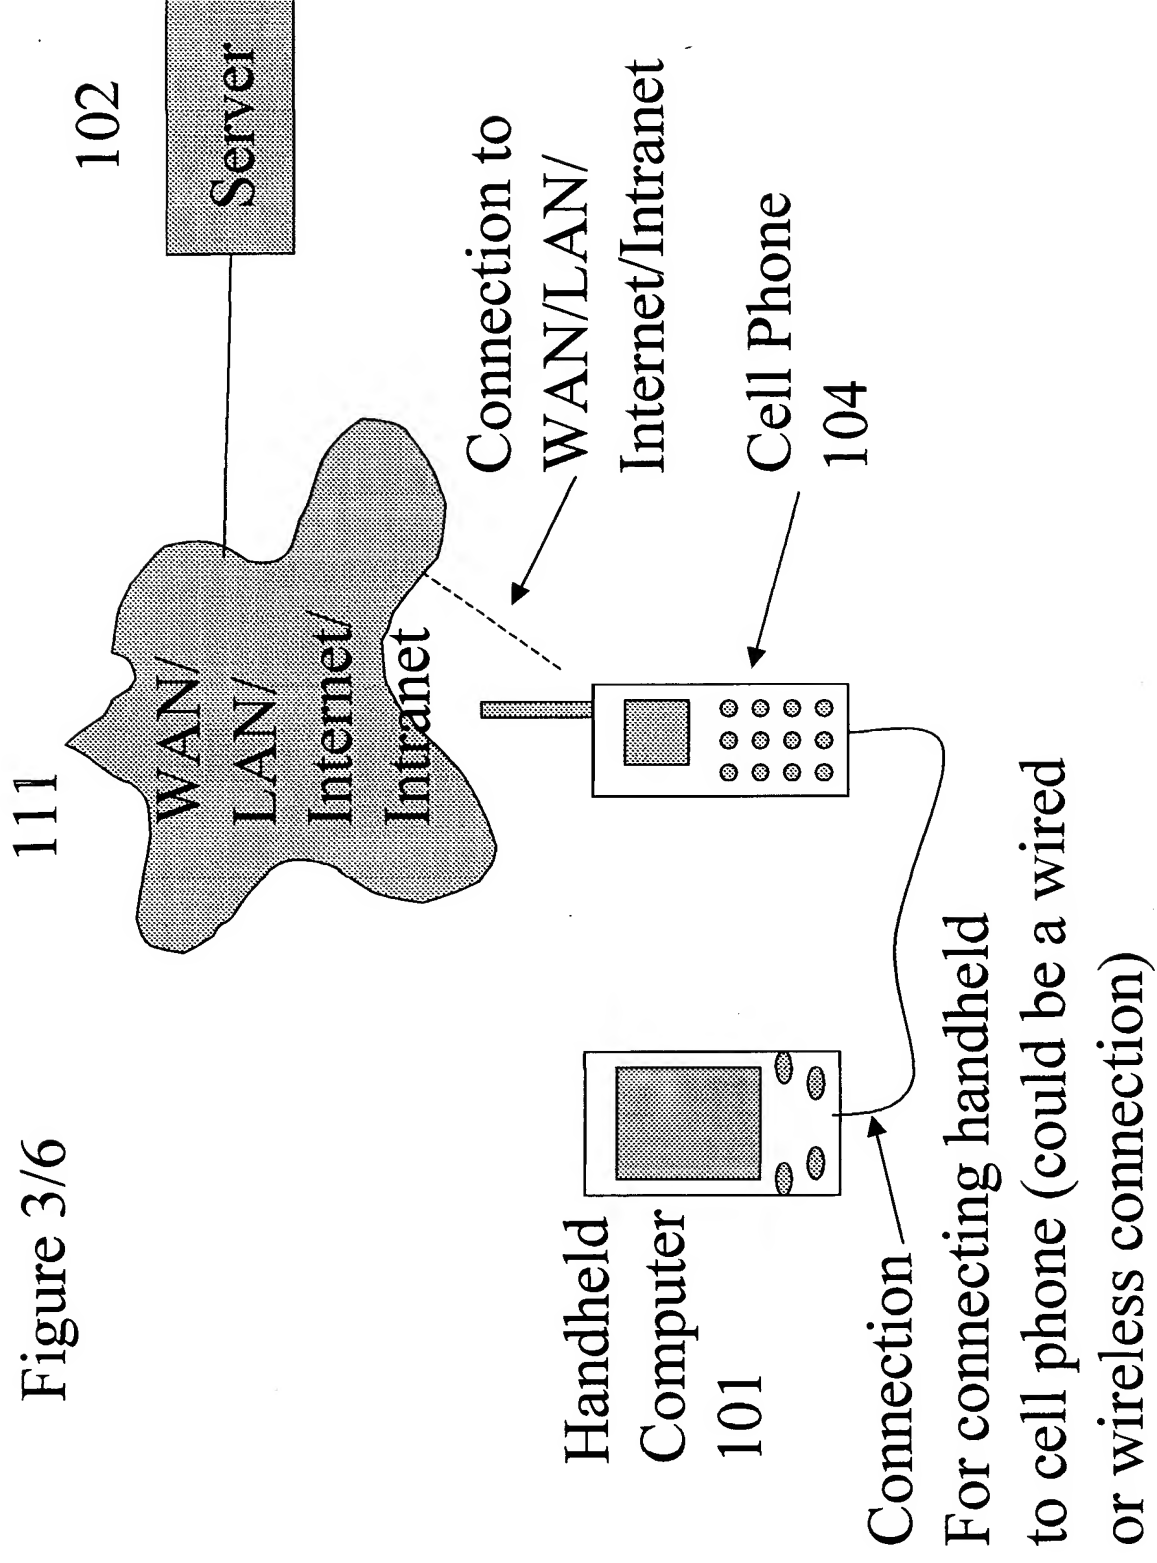 Figure 3/6
111
102
WAN/
LAN/
Internet/
Intranet
Server
Connection to
WAN/LAN/
Internet/Intranet
Handheld
Computer
101
Cell Phone
104
Connection
For connecting handheld
to cell phone (could be a wired
or wireless connection)